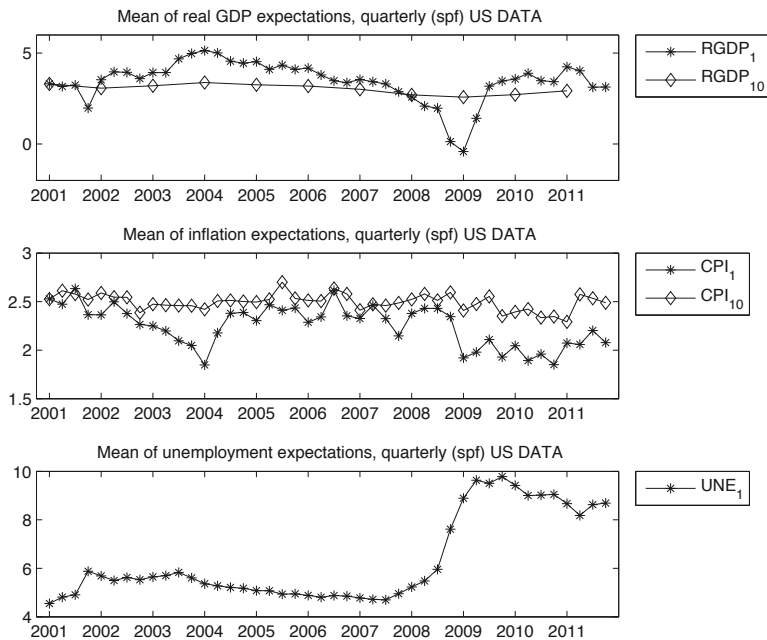 Mean of real GDP expectations, quarterly (spf) US DATA
5
0
2001 2002 2003 2004 2005 2006 2007 2008 2009 2010 2011
RGDP1
RGDP10
Mean of inflation expectations, quarterly (spf) US DATA
3
2.5
2
1.5
2001 2002 2003 2004 2005 2006 2007 2008 2009 2010 2011
CPI1
CPI10
Mean of unemployment expectations, quarterly (spf) US DATA
10
8
6
4
2001 2002 2003 2004 2005 2006 2007 2008 2009 2010 2011
UNE1